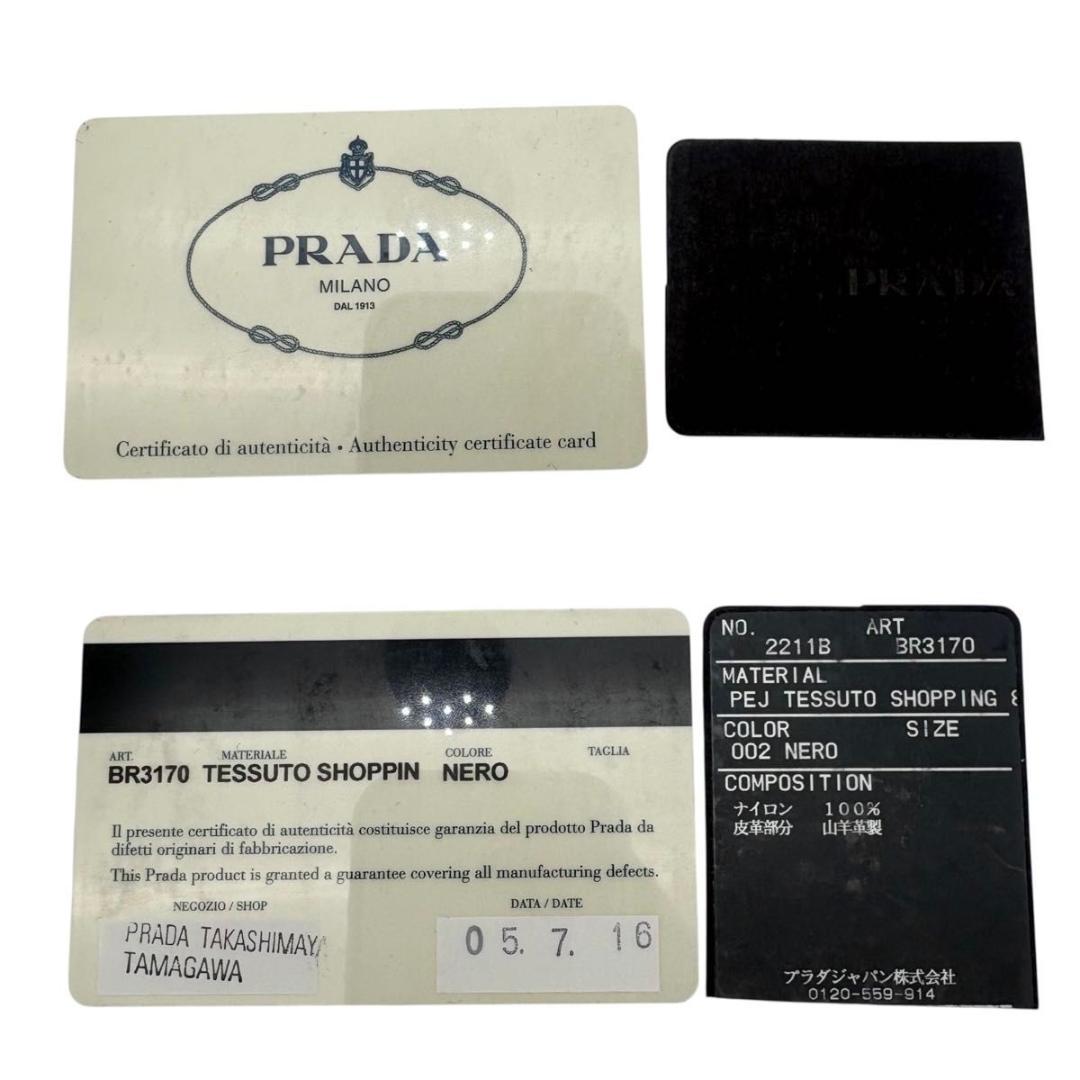 PRADA
MILANO
DAL 1913
Certificato di autenticità • Authenticity certificate card
PRADA
ART. MATERIALE COLORE TAGLIA
BR3170 TESSUTO SHOPPIN NERO
Il presente certificato di autenticità costituisce garanzia del prodotto Prada da
difetti originari di fabbricazione.
This Prada product is granted a guarantee covering all manufacturing defects.
NEGOZIO / SHOP DATA / DATE
PRADA TAKASHIMAYA
TAMAGAWA
05. 7. 16
NO. ART
2211B BR3170
MATERIAL
PEJ TESSUTO SHOPPING
COLOR SIZE
002 NERO
COMPOSITION
ナイロン 100%
皮革部分 山羊革製
プラダジャパン株式会社
0120-559-914